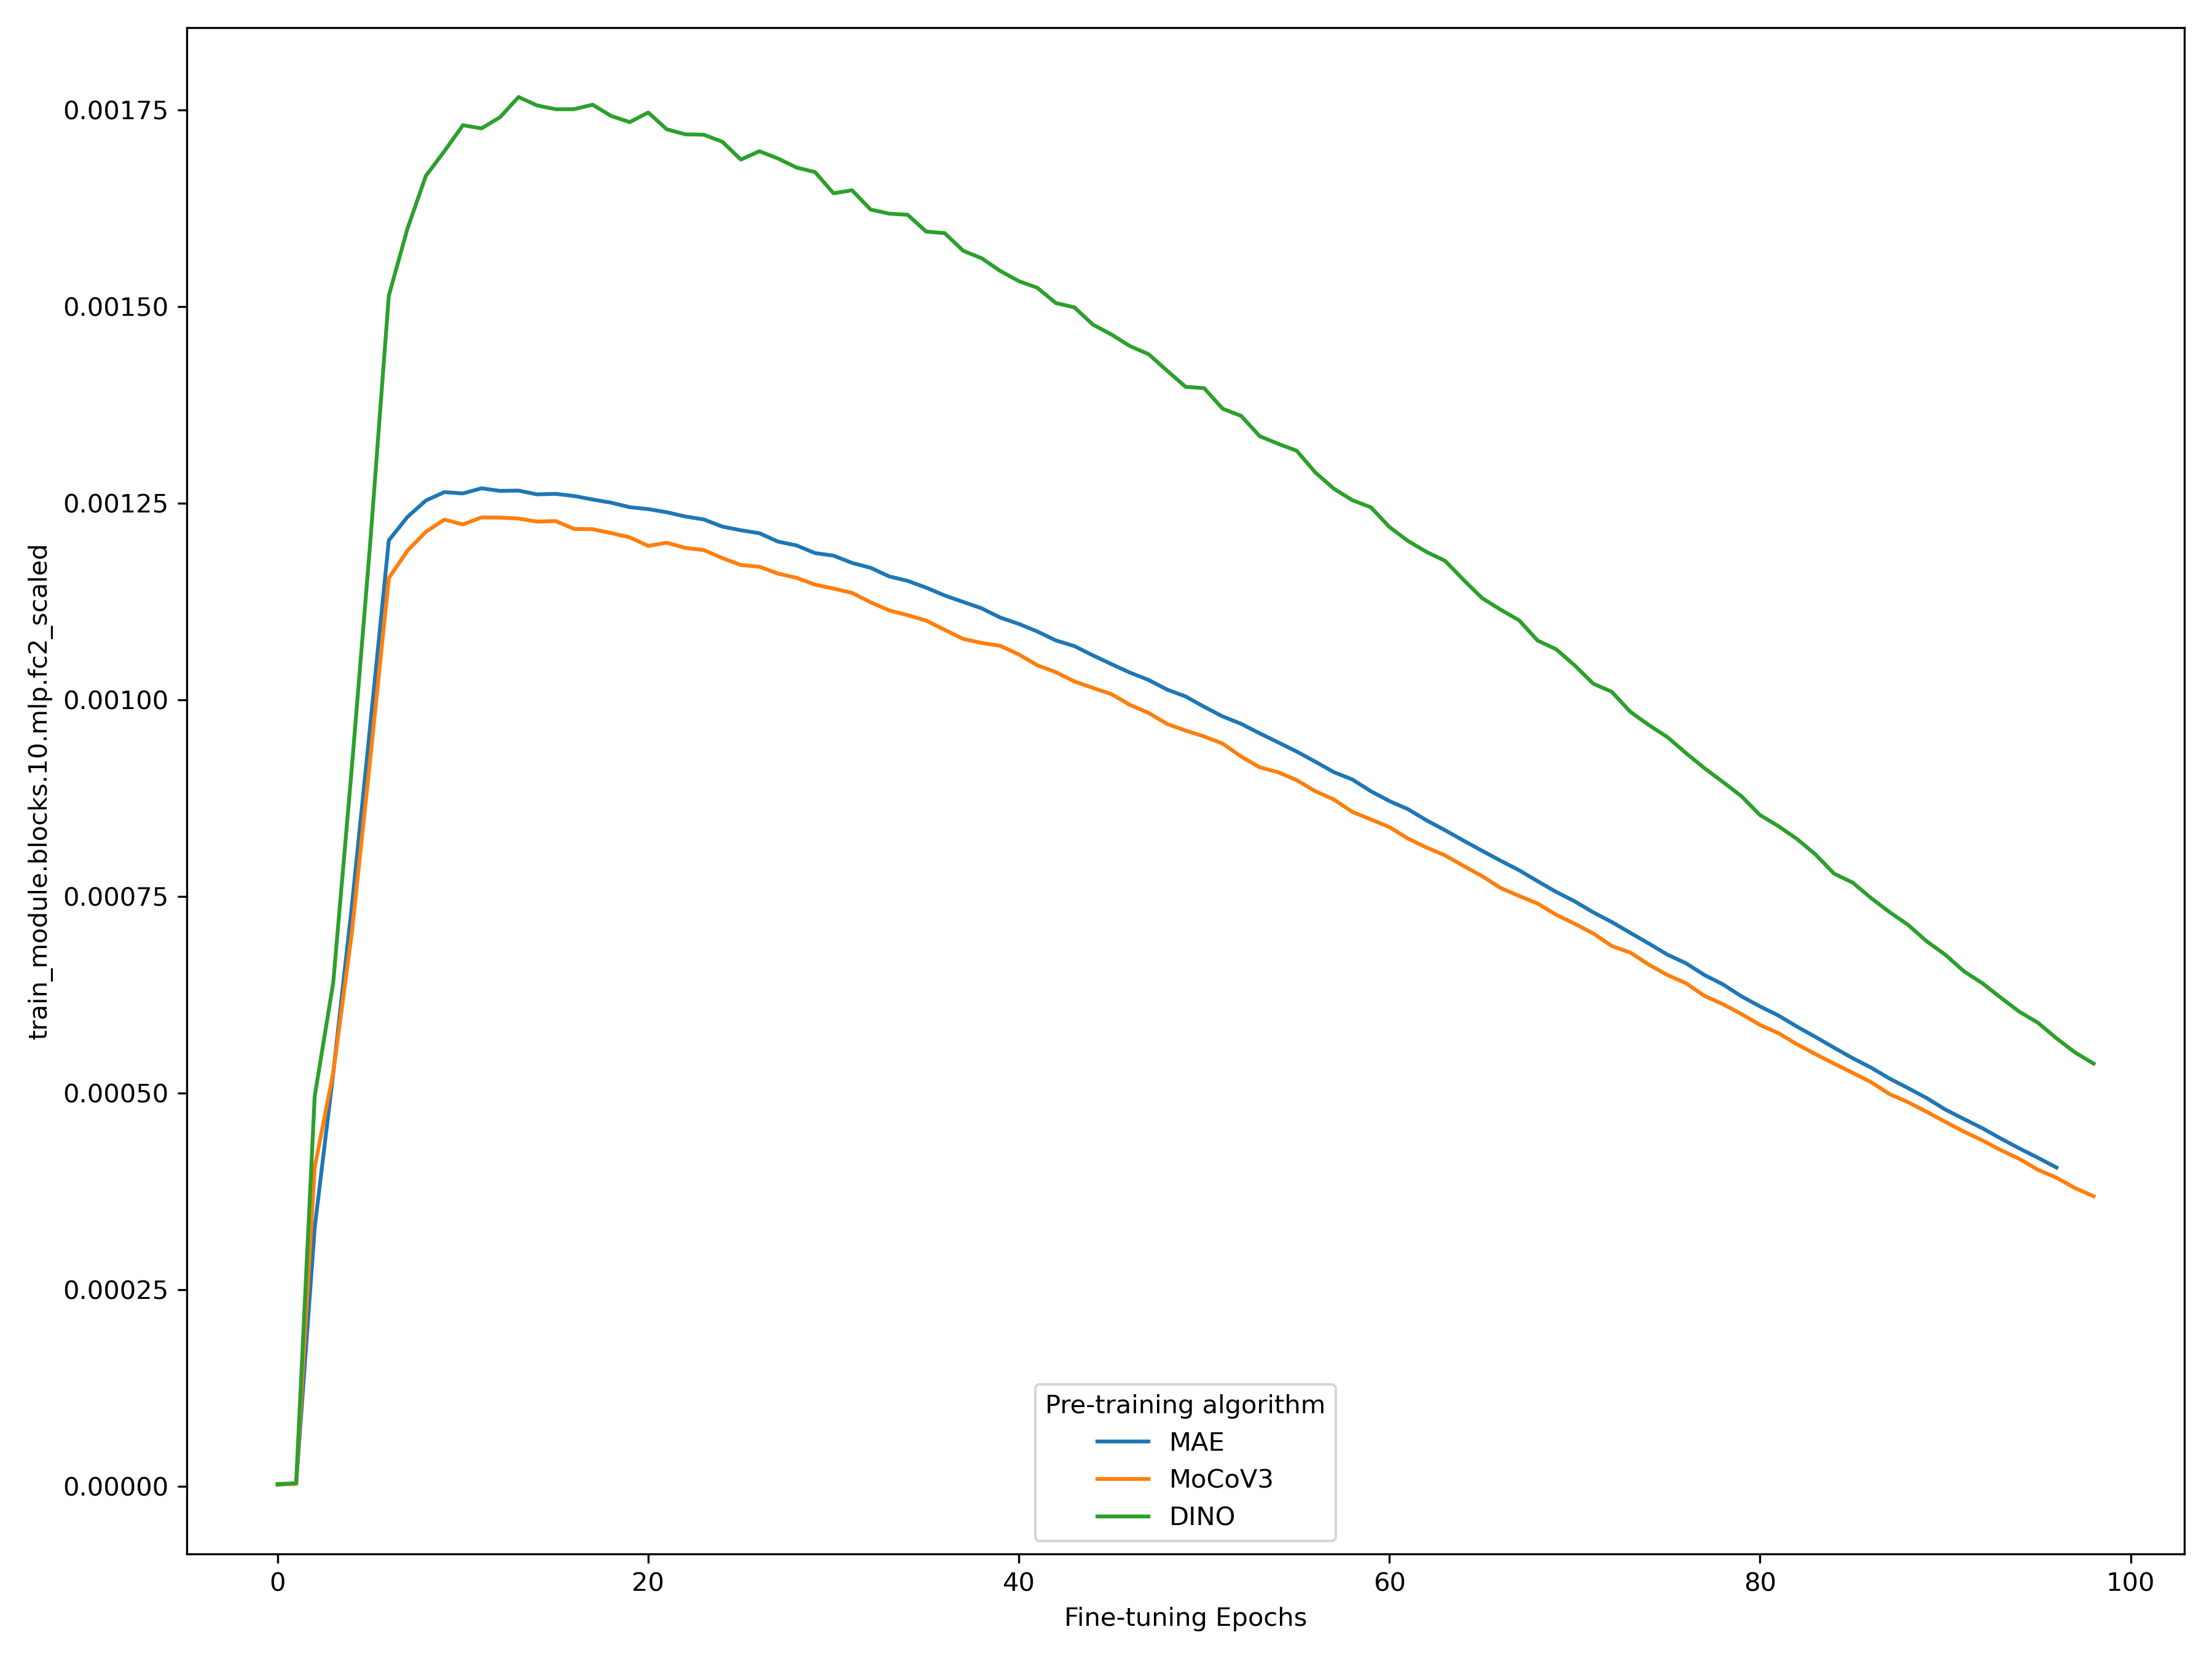 0.00175
0.00150
0.00125
0.00100
0.00075
0.00050
0.00025
0.00000
train_module.blocks.10.mlp.fc2_scaled
Pre-training algorithm
MAE
MoCoV3
DINO
0 20 40 60 80 100
Fine-tuning Epochs